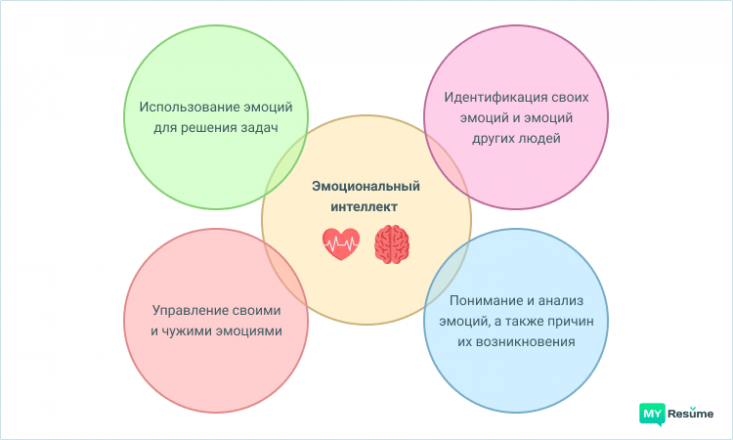 Использование эмоций
для решения задач
Идентификация своих
эмоций и эмоций
других людей
Эмоциональный
интеллект
Управление своими
и чужими эмоциями
Понимание и анализ
эмоций, а также причин
их возникновения
MY Resume